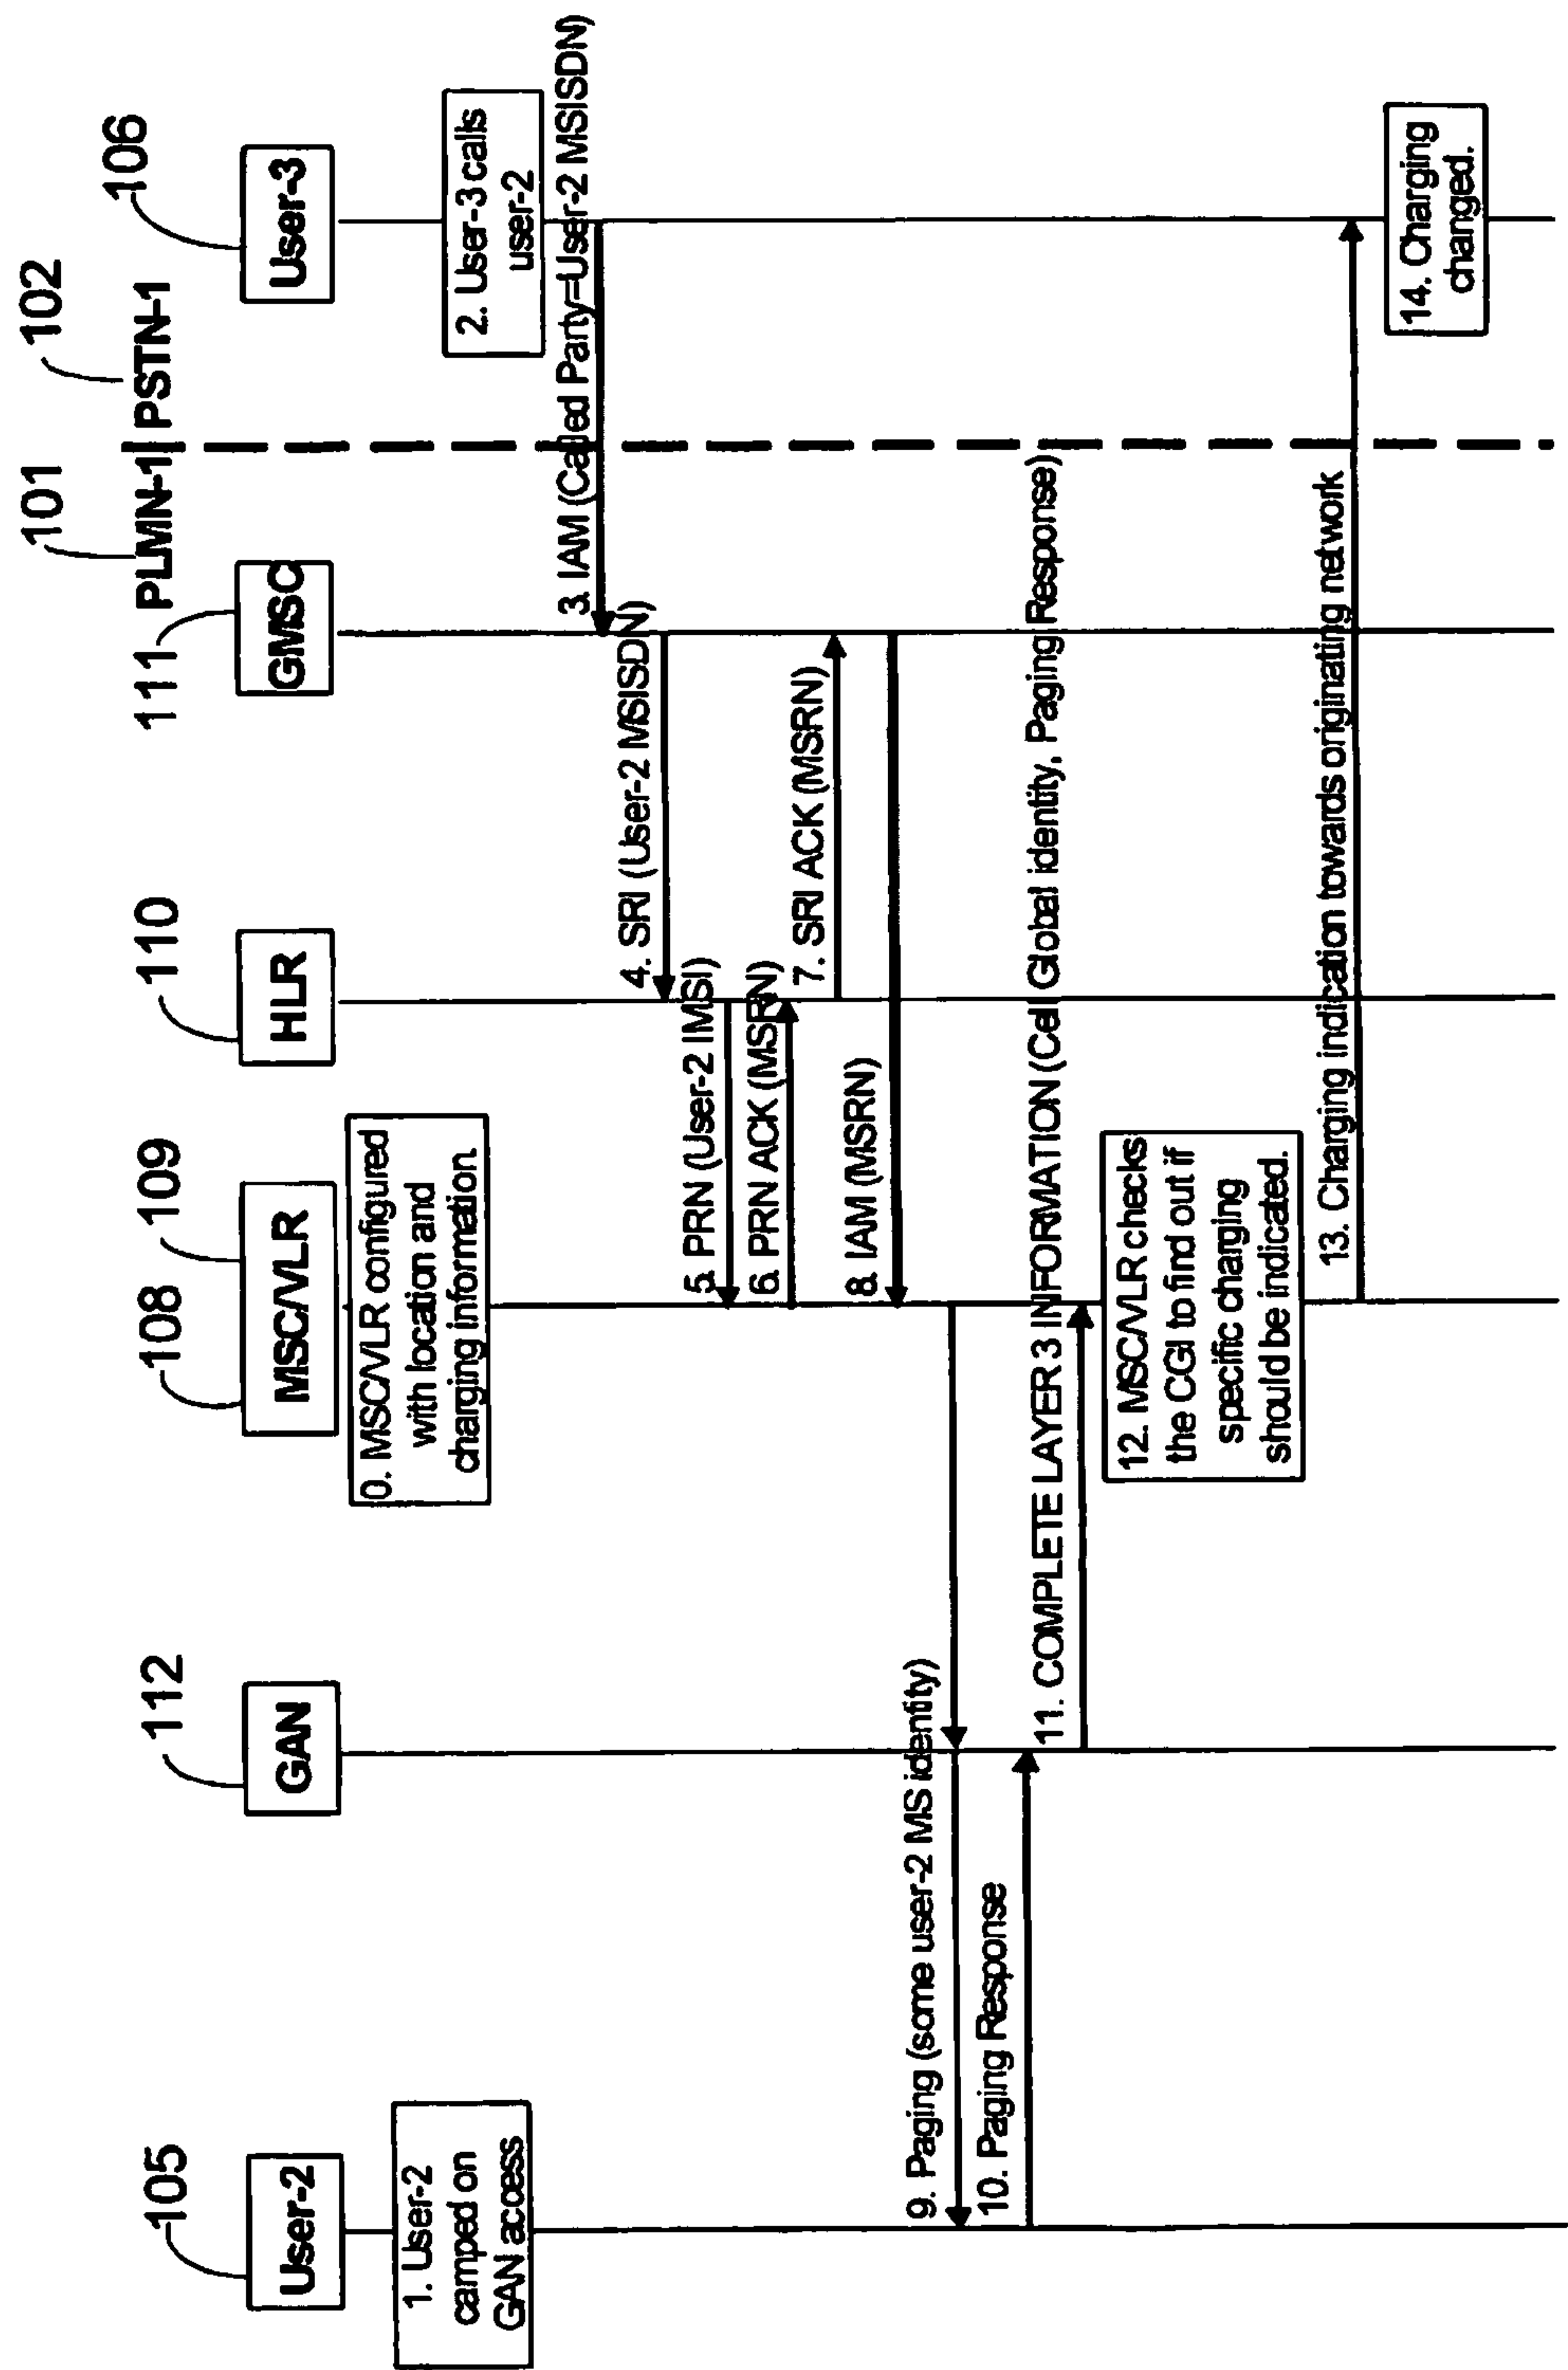 101
102
PLMN-1
PSTN-1
105
112
108
109
110
111
106
User-2
GAN
MSC/VLR
HLR
GMSC
User-3
0. MSC/VLR configured
with location and
charging information.
1. User-2
camped on
GAN access
2. User-3 calls
user-2
3. IAM (Called Party=User-2 MSISDN)
4. SRI (User-2 MSISDN)
5. PRN (User-2 IMSI)
6. PRN ACK (MSRN)
7. SRI ACK (MSRN)
8. IAM (MSRN)
9. Paging (some user-2 MS identity)
10. Paging Response
11. COMPLETE LAYER 3 INFORMATION (Cell Global identity, Paging Response)
12. MSC/VLR checks
the CGI to find out if
specific charging
should be indicated.
13. Charging indication towards originating network
14. Charging
changed.